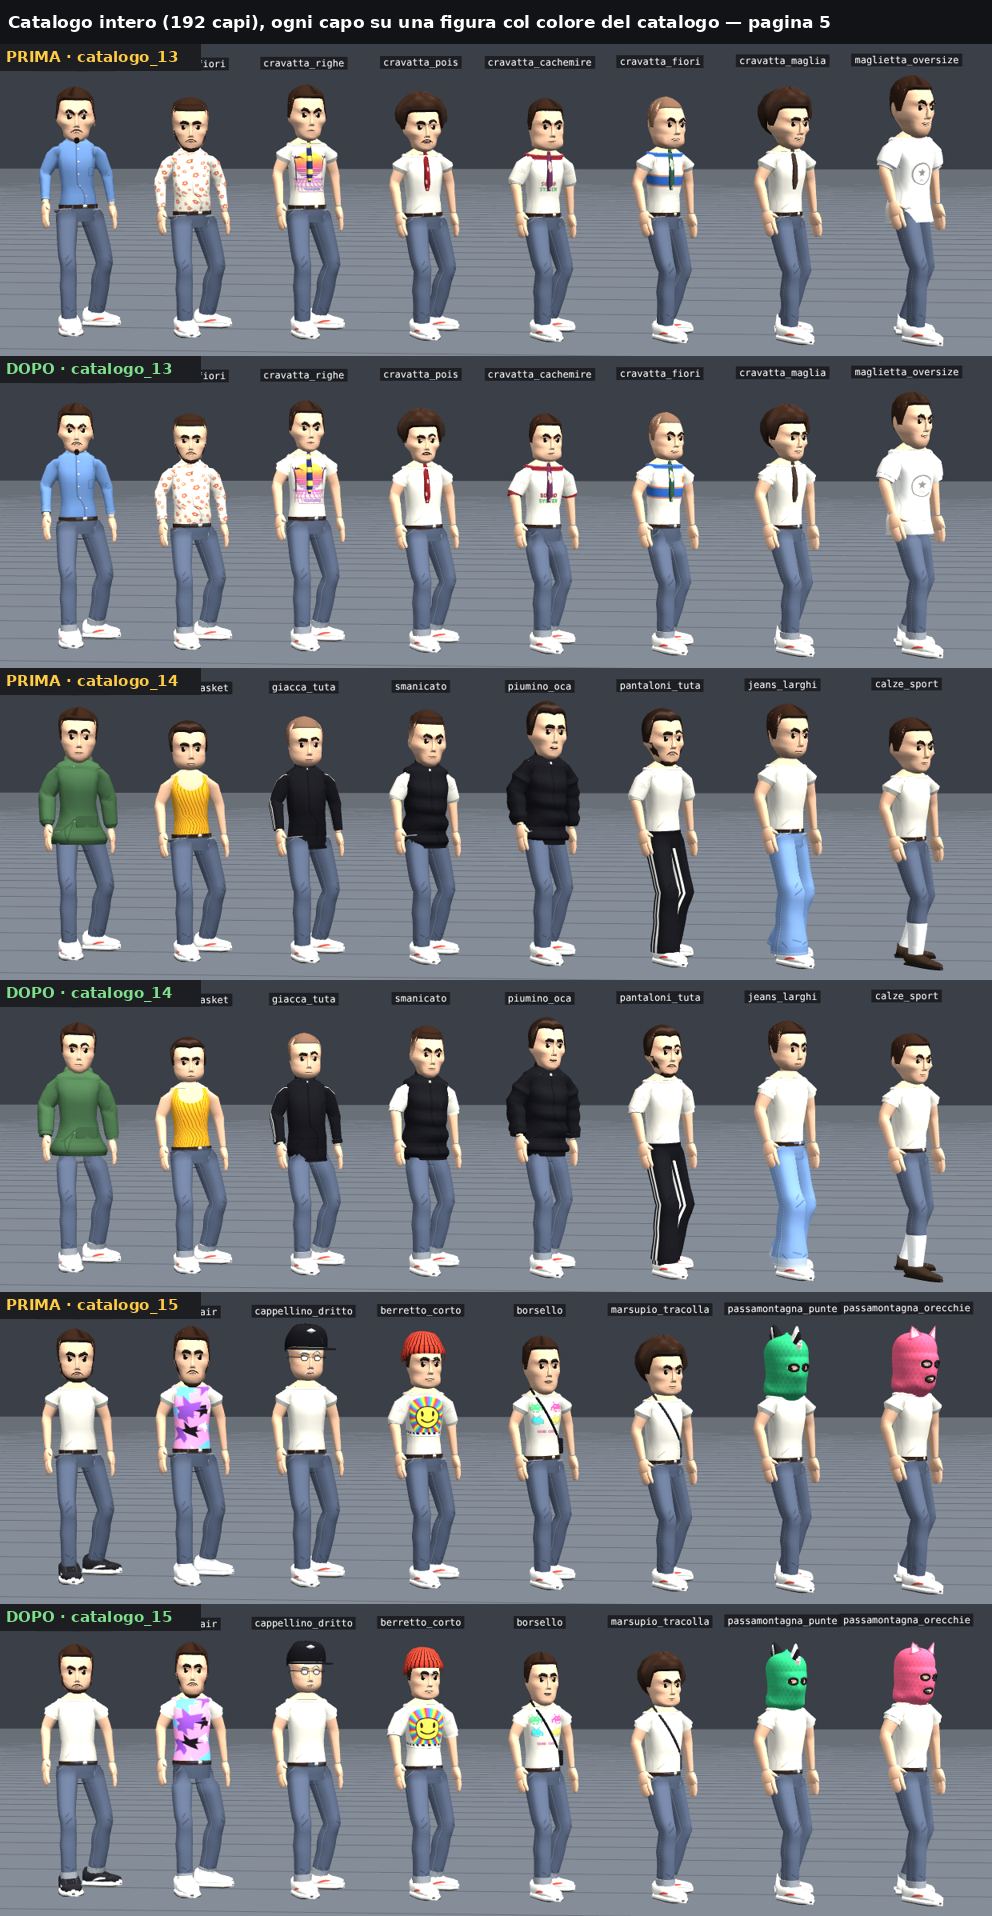 Catalogo intero (192 capi), ogni capo su una figura col colore del catalogo — pagina 5
PRIMA · catalogo_13
fiori cravatta_righe cravatta_pois cravatta_cachemire cravatta_fiori cravatta_maglia maglietta_oversize
DOPO · catalogo_13
fiori cravatta_righe cravatta_pois cravatta_cachemire cravatta_fiori cravatta_maglia maglietta_oversize
PRIMA · catalogo_14
asket giacca_tuta smanicato piumino_oca pantaloni_tuta jeans_larghi calze_sport
DOPO · catalogo_14
asket giacca_tuta smanicato piumino_oca pantaloni_tuta jeans_larghi calze_sport
PRIMA · catalogo_15
air cappellino_dritto berretto_corto borsello marsupio_tracolla passamontagna_punte passamontagna_orecchie
DOPO · catalogo_15
air cappellino_dritto berretto_corto borsello marsupio_tracolla passamontagna_punte passamontagna_orecchie